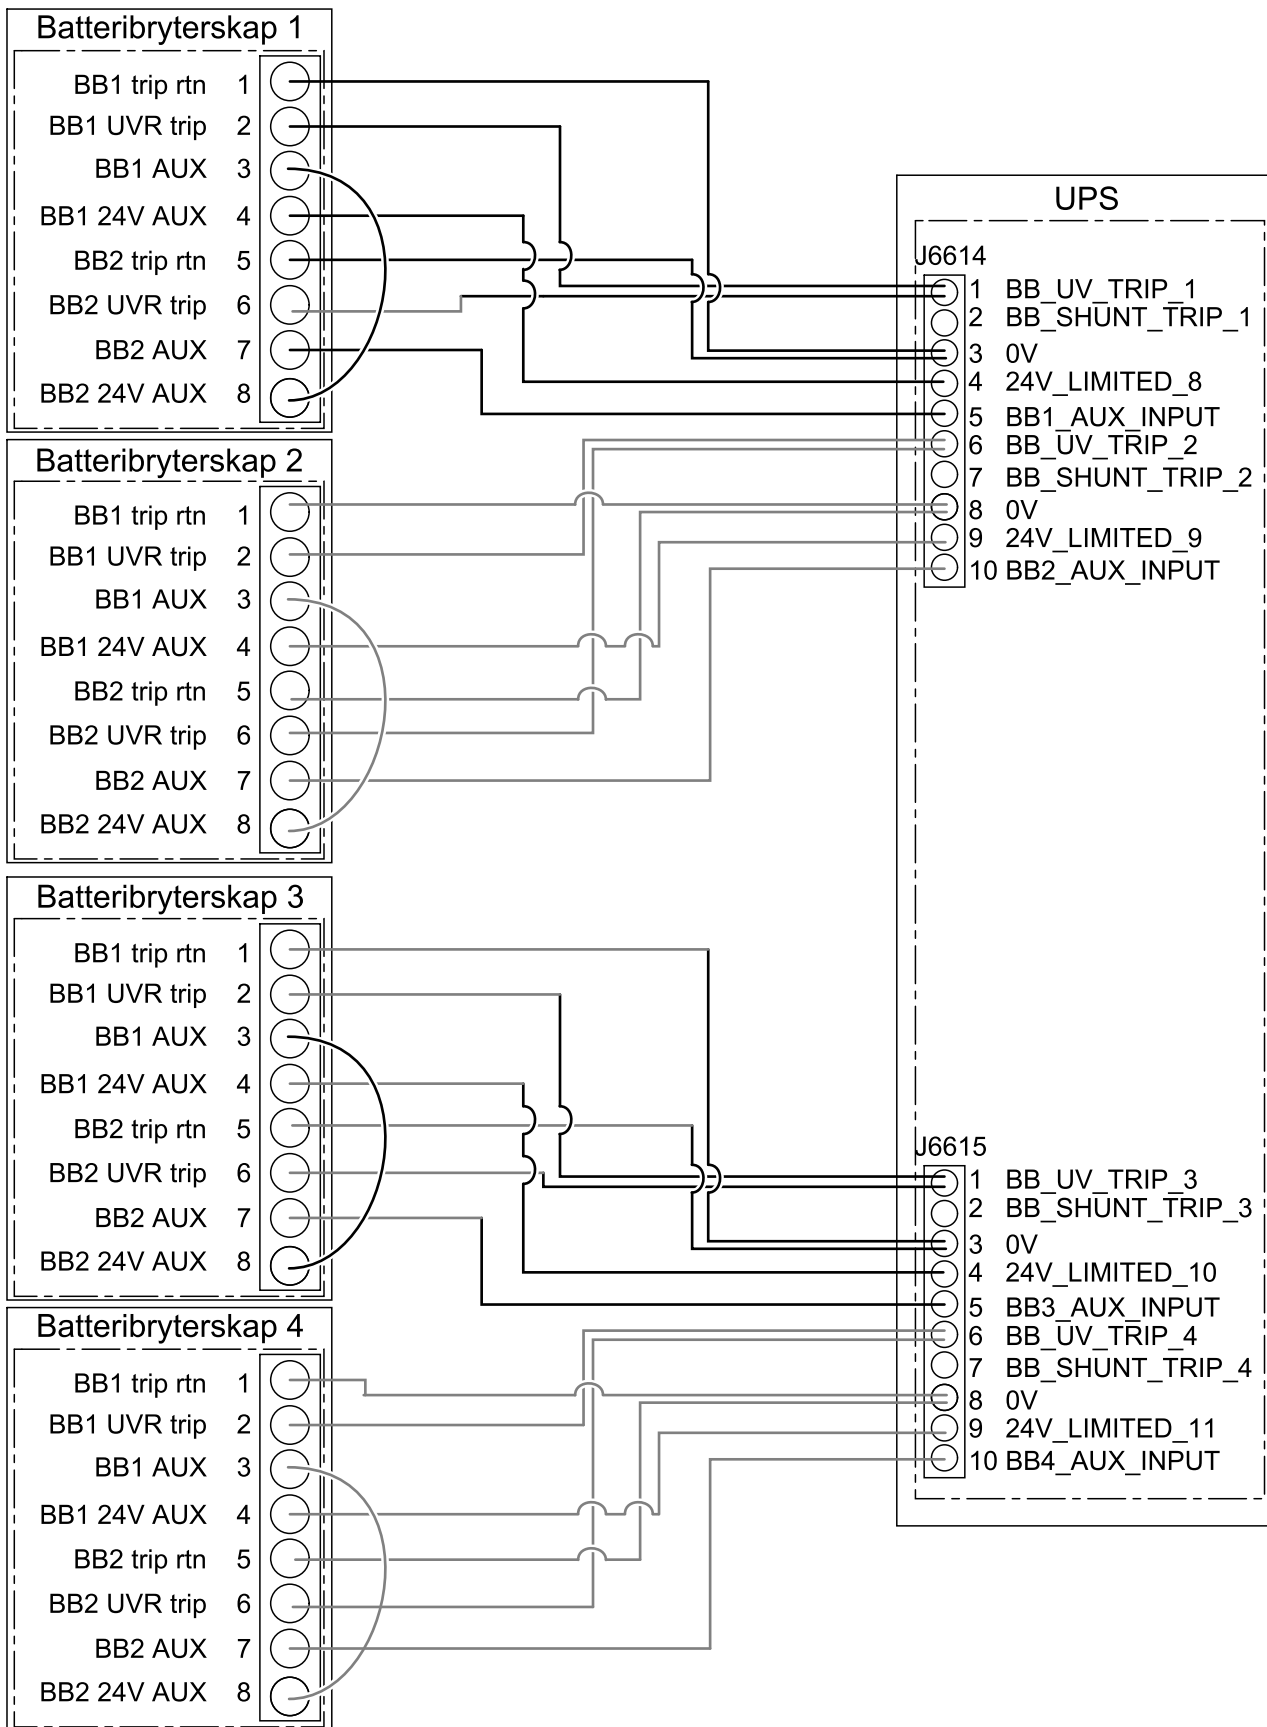 Batteribryterskap 1
BB1 trip rtn 1
BB1 UVR trip 2
BB1 AUX 3
BB1 24V AUX 4
BB2 trip rtn 5
BB2 UVR trip 6
BB2 AUX 7
BB2 24V AUX 8
Batteribryterskap 2
BB1 trip rtn 1
BB1 UVR trip 2
BB1 AUX 3
BB1 24V AUX 4
BB2 trip rtn 5
BB2 UVR trip 6
BB2 AUX 7
BB2 24V AUX 8
Batteribryterskap 3
BB1 trip rtn 1
BB1 UVR trip 2
BB1 AUX 3
BB1 24V AUX 4
BB2 trip rtn 5
BB2 UVR trip 6
BB2 AUX 7
BB2 24V AUX 8
Batteribryterskap 4
BB1 trip rtn 1
BB1 UVR trip 2
BB1 AUX 3
BB1 24V AUX 4
BB2 trip rtn 5
BB2 UVR trip 6
BB2 AUX 7
BB2 24V AUX 8
UPS
J6614
1 BB_UV_TRIP_1
2 BB_SHUNT_TRIP_1
3 0V
4 24V_LIMITED_8
5 BB1_AUX_INPUT
6 BB_UV_TRIP_2
7 BB_SHUNT_TRIP_2
8 0V
9 24V_LIMITED_9
10 BB2_AUX_INPUT
J6615
1 BB_UV_TRIP_3
2 BB_SHUNT_TRIP_3
3 0V
4 24V_LIMITED_10
5 BB3_AUX_INPUT
6 BB_UV_TRIP_4
7 BB_SHUNT_TRIP_4
8 0V
9 24V_LIMITED_11
10 BB4_AUX_INPUT